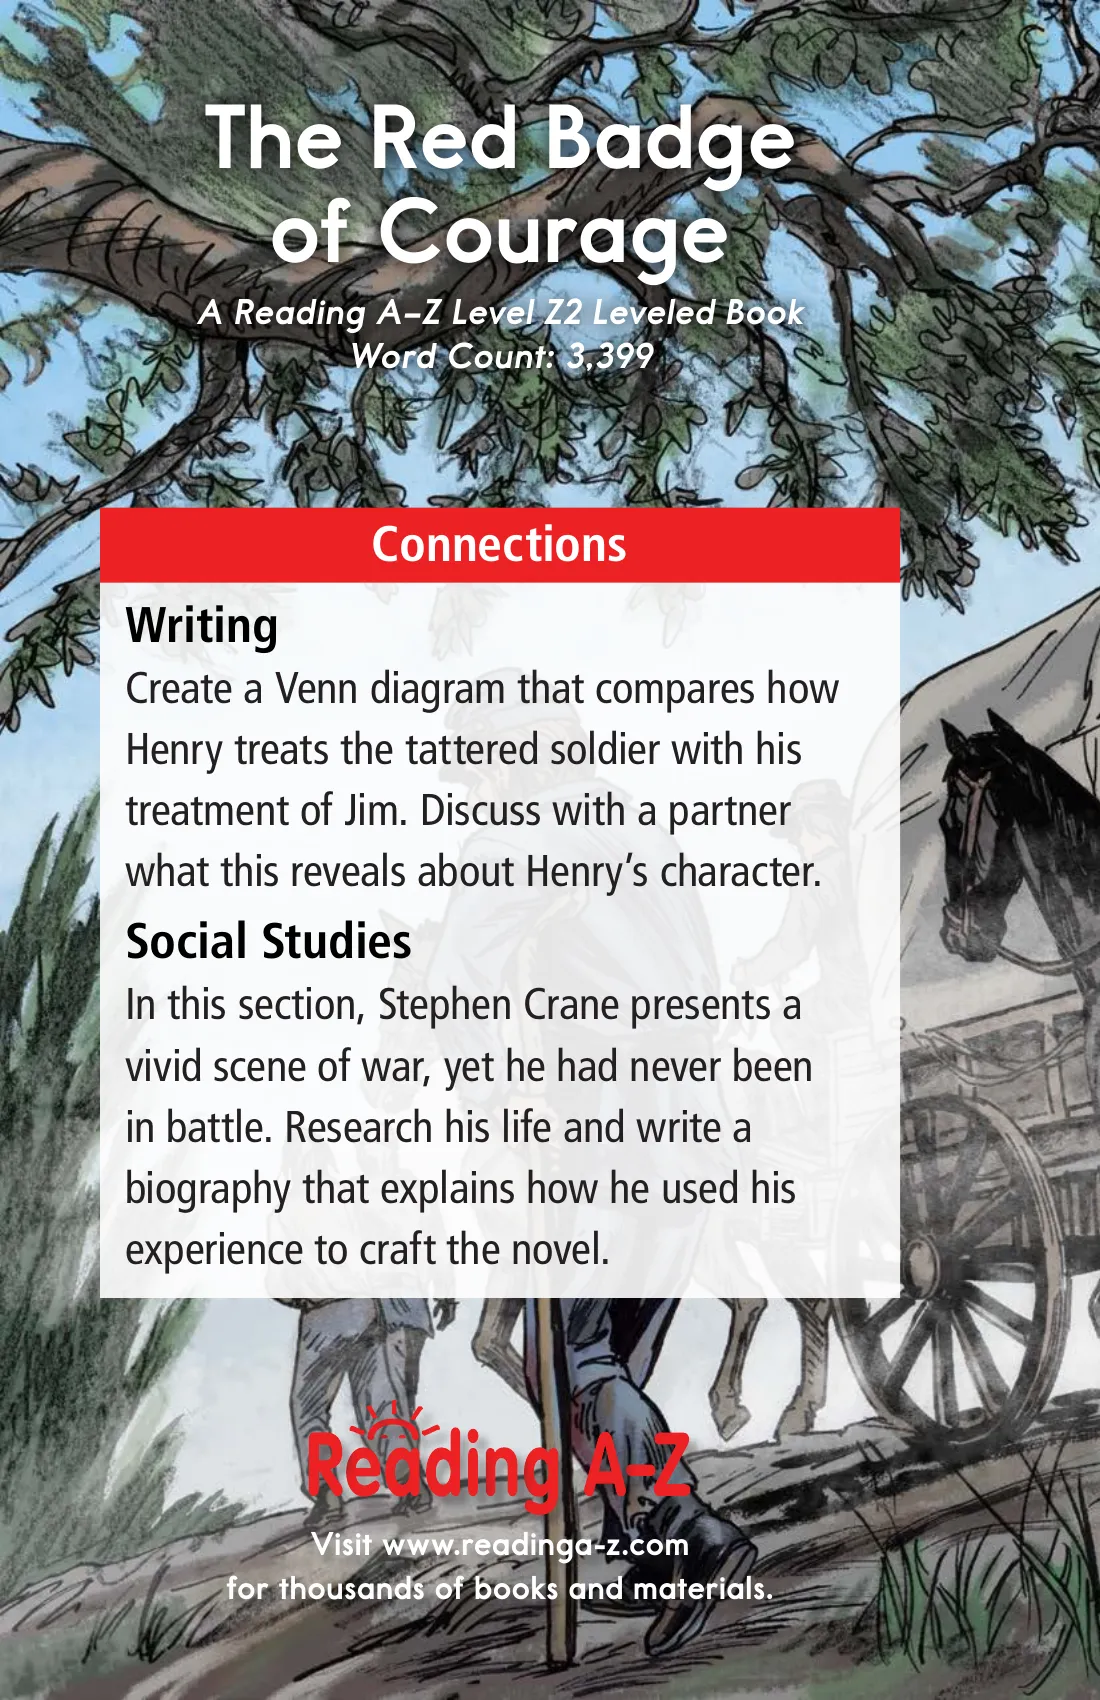 The Red Badge
of Courage
A Reading A–Z Level Z2 Leveled Book
Word Count: 3,399
Connections
Writing
Create a Venn diagram that compares how
Henry treats the tattered soldier with his
treatment of Jim. Discuss with a partner
what this reveals about Henry’s character.
Social Studies
In this section, Stephen Crane presents a
vivid scene of war, yet he had never been
in battle. Research his life and write a
biography that explains how he used his
experience to craft the novel.
Reading A-Z
Visit www.readinga-z.com
for thousands of books and materials.